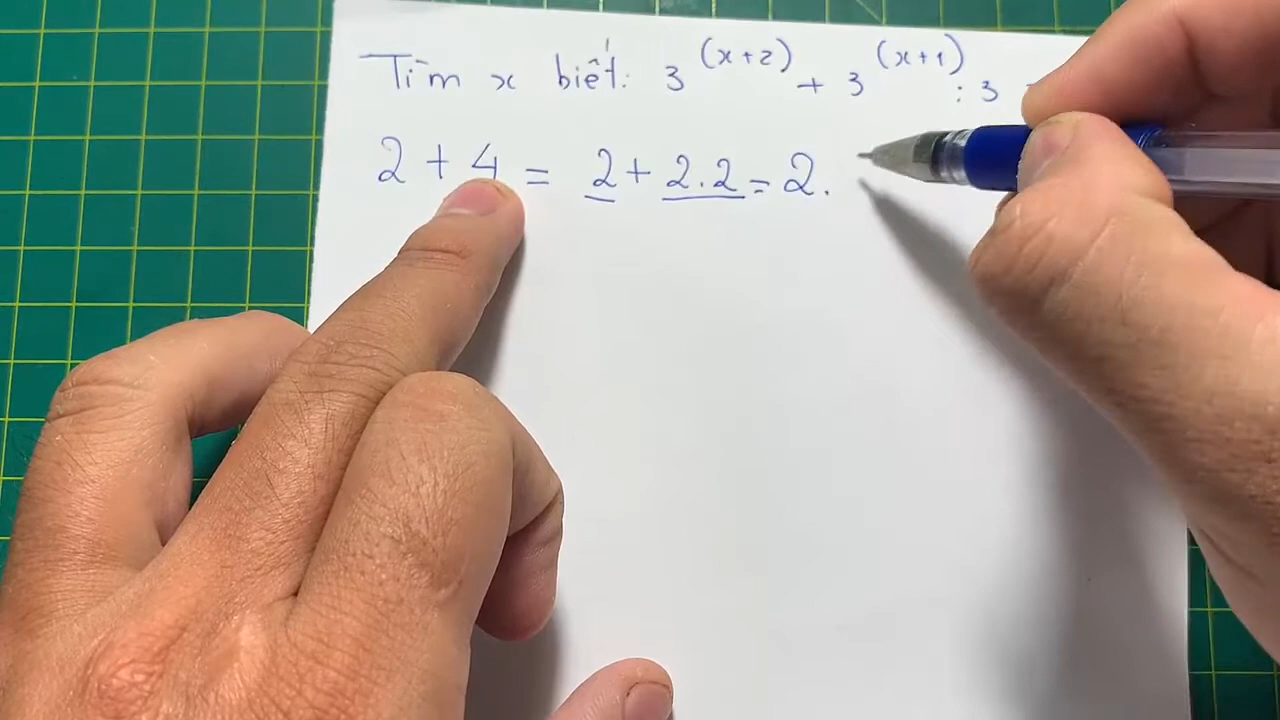 Tìm x biết: 3^(x+2) + 3^(x+1) : 3
2 + 4 = 2 + 2.2 = 2.